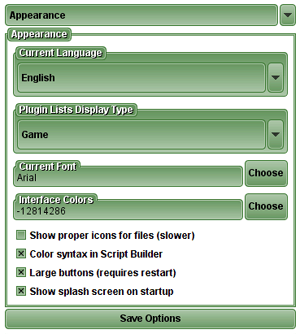 Appearance
Appearance
Current Language
English
Plugin Lists Display Type
Game
Current Font
Arial
Choose
Interface Colors
-12814286
Choose
Show proper icons for files (slower)
Color syntax in Script Builder
Large buttons (requires restart)
Show splash screen on startup
Save Options